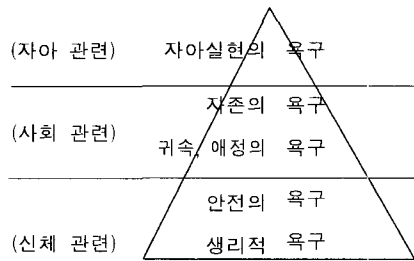 (자아 관련) 자아실현의 욕구
자존의 욕구
(사회 관련)
귀속, 애정의 욕구
안전의 욕구
(신체 관련) 생리적 욕구